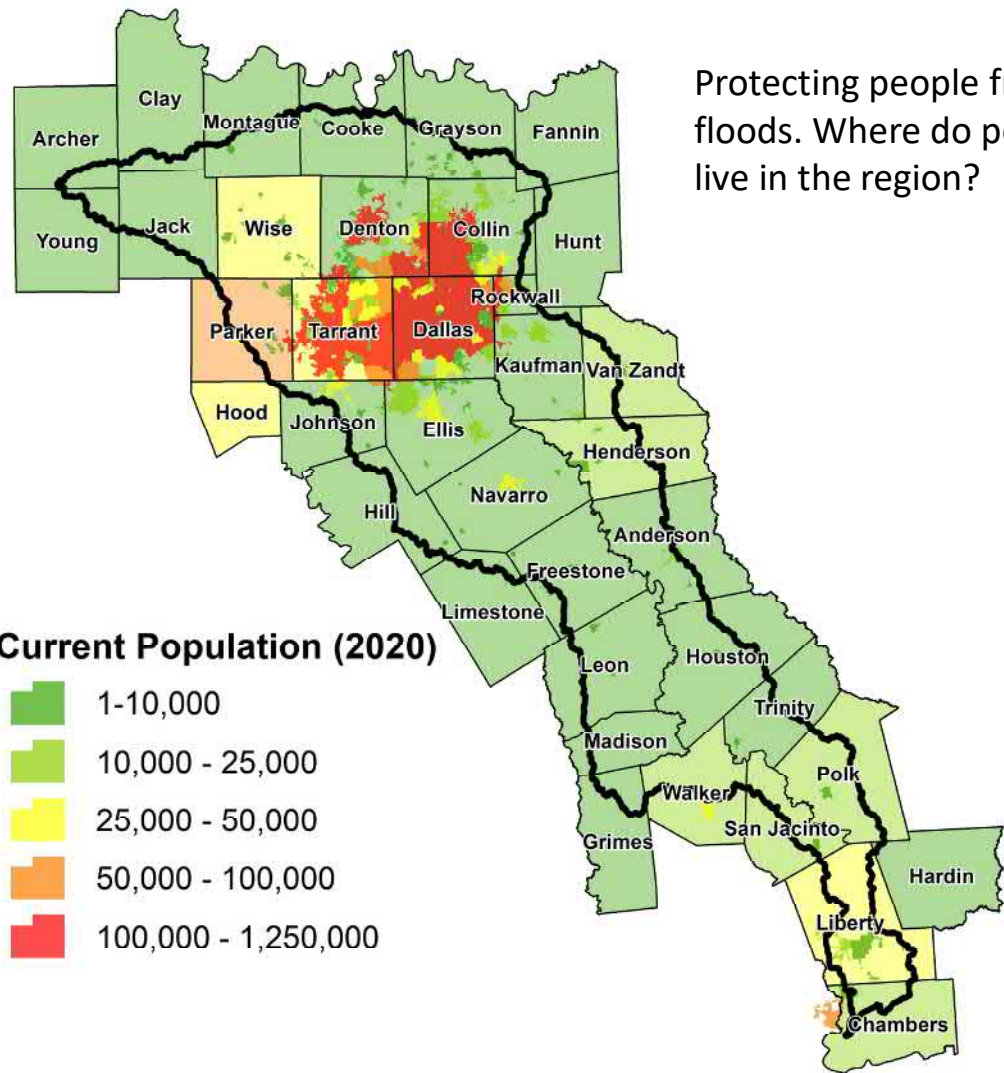 Protecting people
floods. Where do
live in the region?
Clay
Archer
Montague
Cooke
Grayson
Fannin
Young
Jack
Wise
Denton
Collin
Hunt
Rockwall
Parker
Tarrant
Dallas
Kaufman
Van Zandt
Hood
Johnson
Ellis
Henderson
Navarro
Hill
Anderson
Freestone
Limestone
Leon
Houston
Trinity
Madison
Polk
Walker
San Jacinto
Grimes
Hardin
Liberty
Chambers
Current Population (2020)
1-10,000
10,000 - 25,000
25,000 - 50,000
50,000 - 100,000
100,000 - 1,250,000